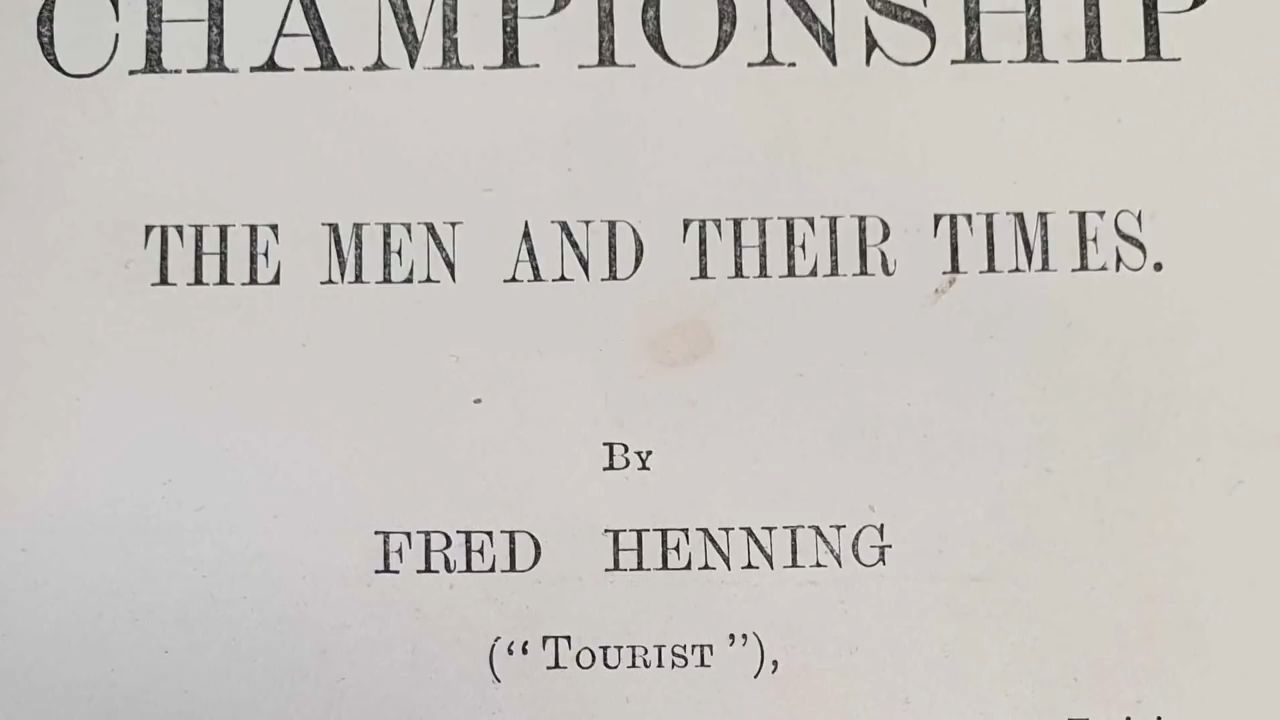 CHAMPIONSHIP
THE MEN AND THEIR TIMES.
By
FRED HENNING
(“Tourist”),